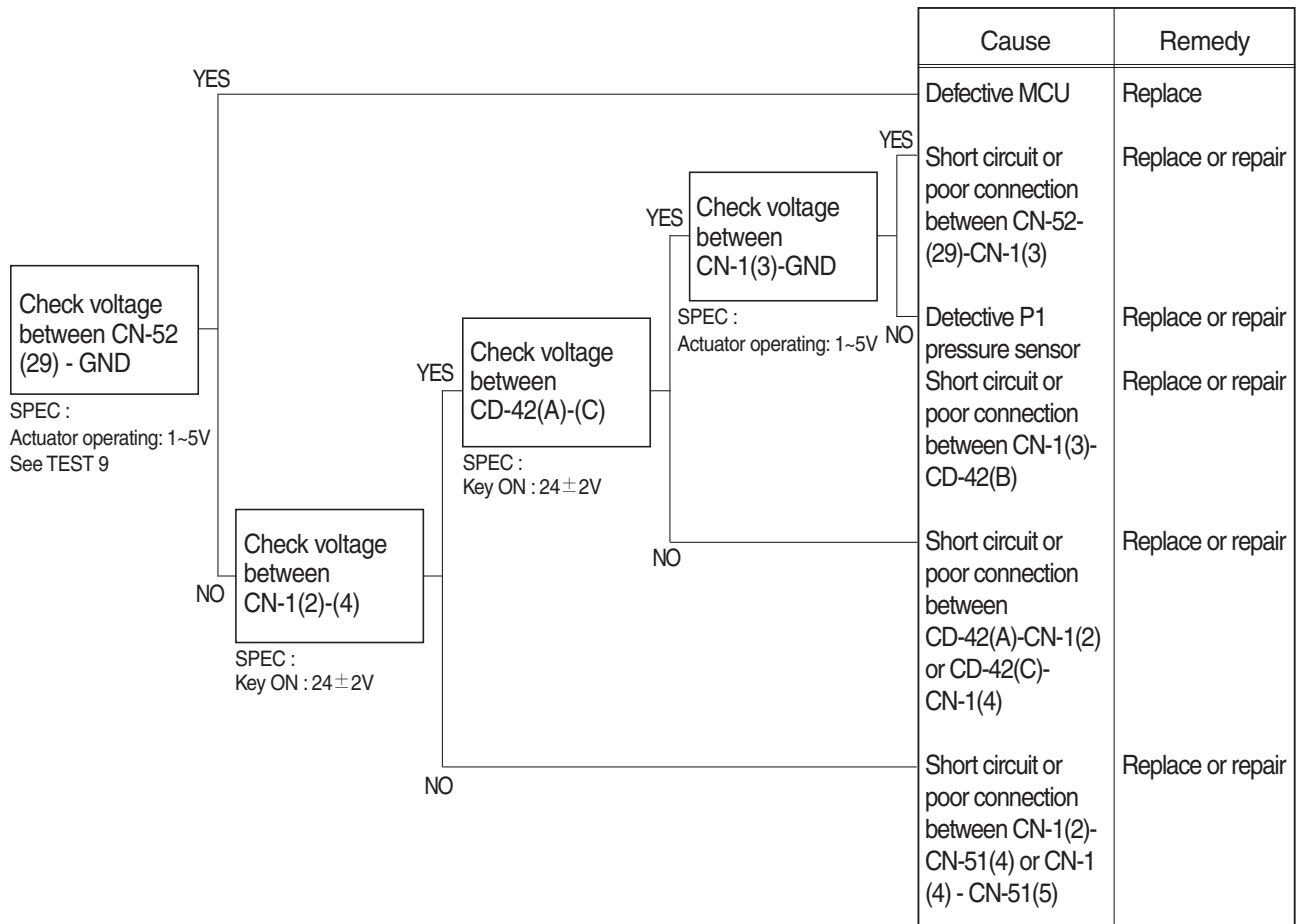 Cause
Remedy
YES
Defective MCU
Replace
YES
Short circuit or
poor connection
between CN-52-
(29)-CN-1(3)
Replace or repair
YES
Check voltage
between
CN-1(3)-GND
SPEC :
Actuator operating: 1~5V
NO
Detective P1
pressure sensor
Replace or repair
Short circuit or
poor connection
between CN-1(3)-
CD-42(B)
Replace or repair
Check voltage
between CN-52
(29) - GND
SPEC :
Actuator operating: 1~5V
See TEST 9
YES
Check voltage
between
CD-42(A)-(C)
SPEC :
Key ON : 24±2V
NO
Short circuit or
poor connection
between
CD-42(A)-CN-1(2)
or CD-42(C)-
CN-1(4)
Replace or repair
NO
Check voltage
between
CN-1(2)-(4)
SPEC :
Key ON : 24±2V
NO
Short circuit or
poor connection
between CN-1(2)-
CN-51(4) or CN-1
(4) - CN-51(5)
Replace or repair